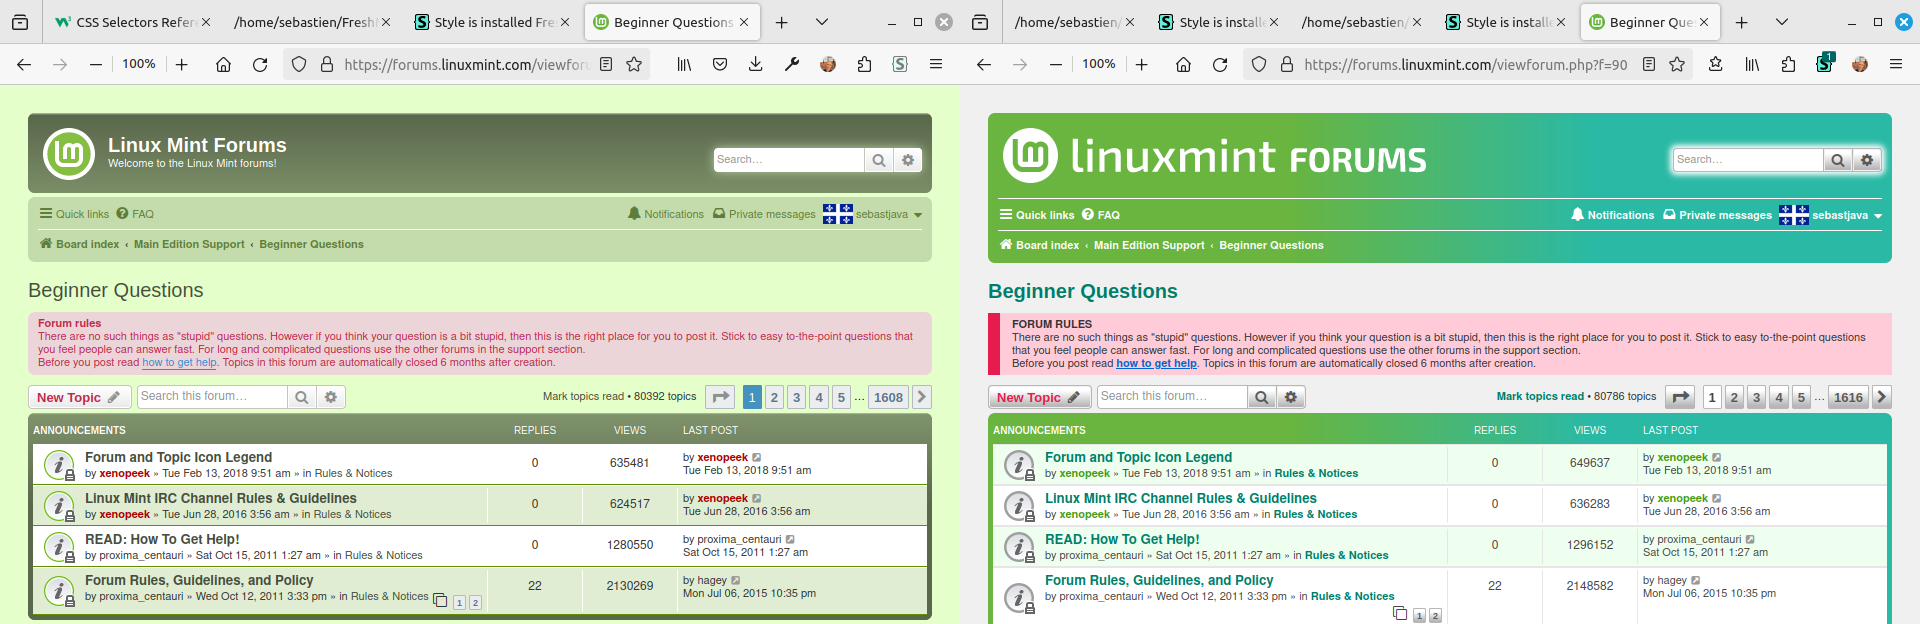 CSS Selectors Refer
/home/sebastien/Fresh
Style is installed Fre
Beginner Questions
100%
https://forums.linuxmint.com/viewforu
Linux Mint Forums
Welcome to the Linux Mint forums!
Search…
Quick links FAQ
Notifications Private messages sebastjava
Board index ‹ Main Edition Support ‹ Beginner Questions
Beginner Questions
Forum rules
There are no such things as "stupid" questions. However if you think your question is a bit stupid, then this is the right place for you to post it. Stick to easy to-the-point questions that
you feel people can answer fast. For long and complicated questions use the other forums in the support section.
Before you post read how to get help. Topics in this forum are automatically closed 6 months after creation.
New Topic Search this forum… Mark topics read • 80392 topics 1 2 3 4 5 … 1608
ANNOUNCEMENTS REPLIES VIEWS LAST POST
Forum and Topic Icon Legend
by xenopeek » Tue Feb 13, 2018 9:51 am » in Rules & Notices
0 635481
by xenopeek
Tue Feb 13, 2018 9:51 am
Linux Mint IRC Channel Rules & Guidelines
by xenopeek » Tue Jun 28, 2016 3:56 am » in Rules & Notices
0 624517
by xenopeek
Tue Jun 28, 2016 3:56 am
READ: How To Get Help!
by proxima_centauri » Sat Oct 15, 2011 1:27 am » in Rules & Notices
0 1280550
by proxima_centauri
Sat Oct 15, 2011 1:27 am
Forum Rules, Guidelines, and Policy
by proxima_centauri » Wed Oct 12, 2011 3:33 pm » in Rules & Notices 1 2
22 2130269
by hagey
Mon Jul 06, 2015 10:35 pm
/home/sebastien/
Style is installe
/home/sebastien/
Style is installe
Beginner Que
100%
https://forums.linuxmint.com/viewforum.php?f=90
1
linuxmint FORUMS
Search…
Quick links FAQ
Notifications Private messages sebastjava
Board index ‹ Main Edition Support ‹ Beginner Questions
Beginner Questions
FORUM RULES
There are no such things as "stupid" questions. However if you think your question is a bit stupid, then this is the right place for you to post it. Stick to easy to-the-point questions
that you feel people can answer fast. For long and complicated questions use the other forums in the support section.
Before you post read how to get help. Topics in this forum are automatically closed 6 months after creation.
New Topic Search this forum… Mark topics read • 80786 topics 1 2 3 4 5 … 1616
ANNOUNCEMENTS REPLIES VIEWS LAST POST
Forum and Topic Icon Legend
by xenopeek » Tue Feb 13, 2018 9:51 am » in Rules & Notices
0 649637
by xenopeek
Tue Feb 13, 2018 9:51 am
Linux Mint IRC Channel Rules & Guidelines
by xenopeek » Tue Jun 28, 2016 3:56 am » in Rules & Notices
0 636283
by xenopeek
Tue Jun 28, 2016 3:56 am
READ: How To Get Help!
by proxima_centauri » Sat Oct 15, 2011 1:27 am » in Rules & Notices
0 1296152
by proxima_centauri
Sat Oct 15, 2011 1:27 am
Forum Rules, Guidelines, and Policy
by proxima_centauri » Wed Oct 12, 2011 3:33 pm » in Rules & Notices
1 2
22 2148582
by hagey
Mon Jul 06, 2015 10:35 pm